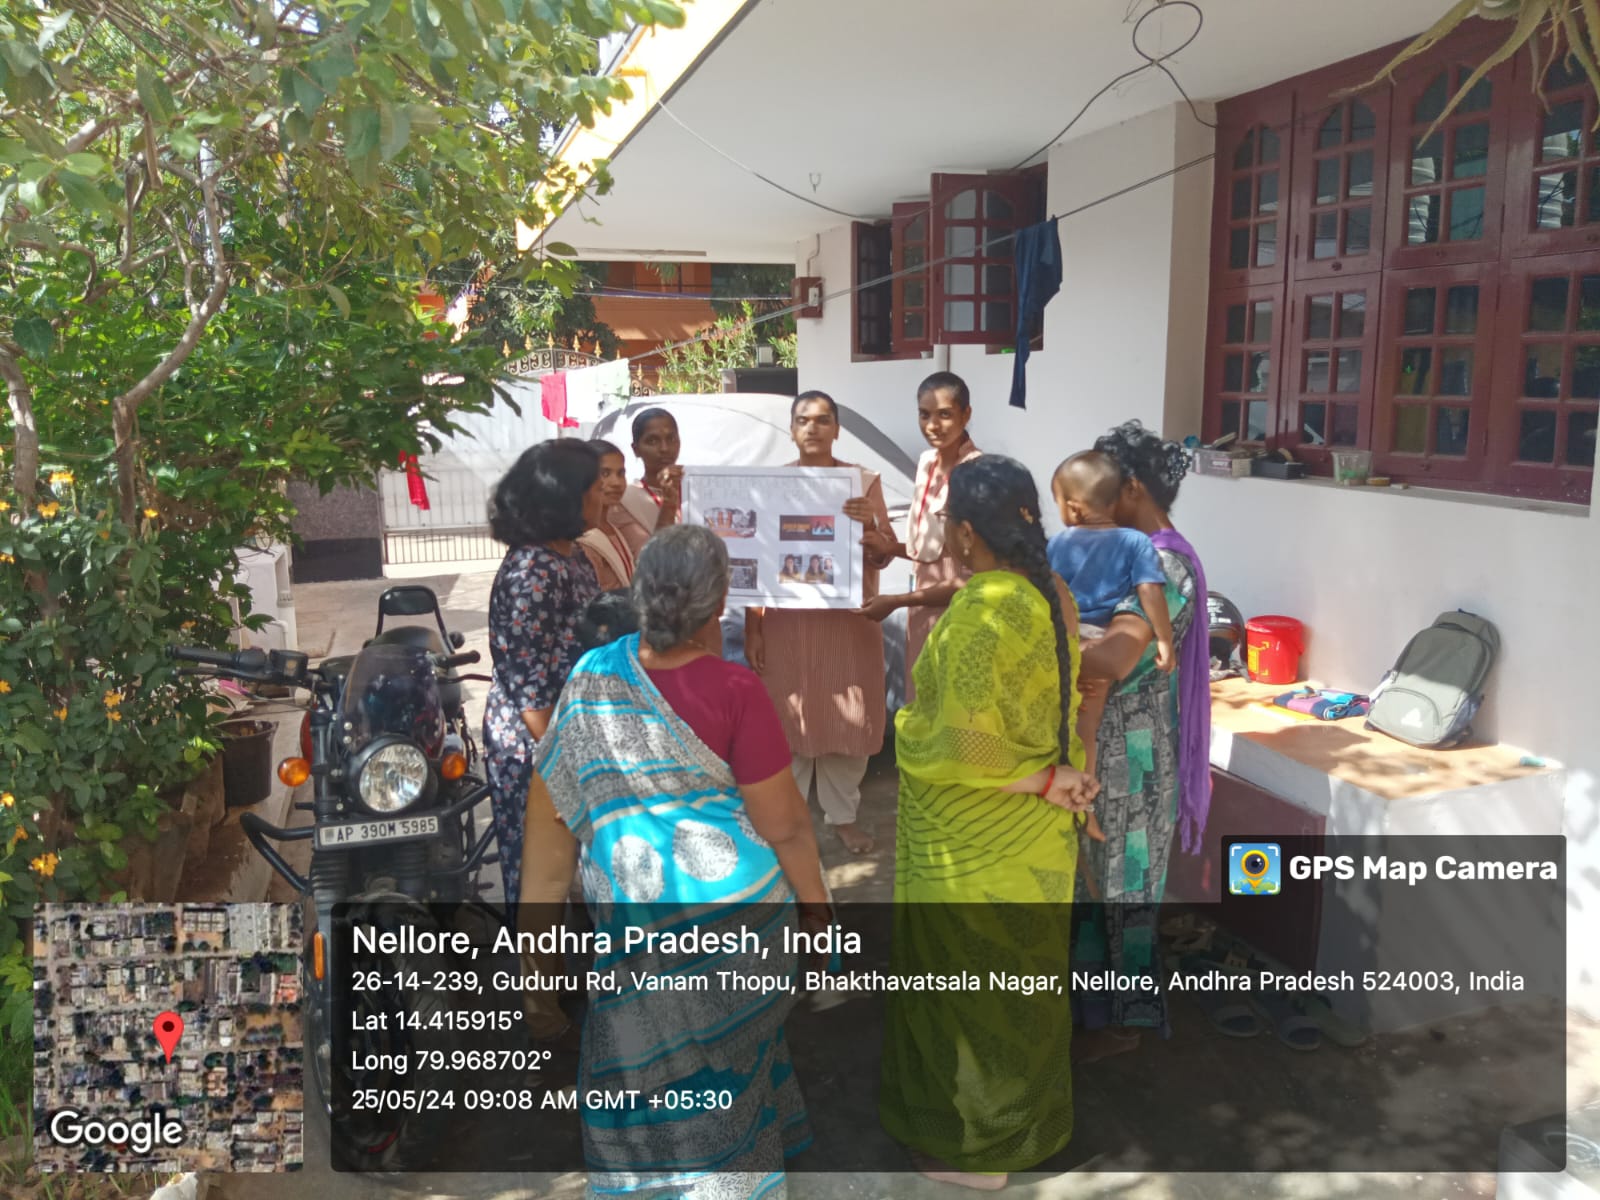 WOMEN EMPOWERMENT
AP 39QM 5985
GPS Map Camera
Nellore, Andhra Pradesh, India
26-14-239, Guduru Rd, Vanam Thopu, Bhakthavatsala Nagar, Nellore, Andhra Pradesh 524003, India
Lat 14.415915°
Long 79.968702°
25/05/24 09:08 AM GMT +05:30
Google